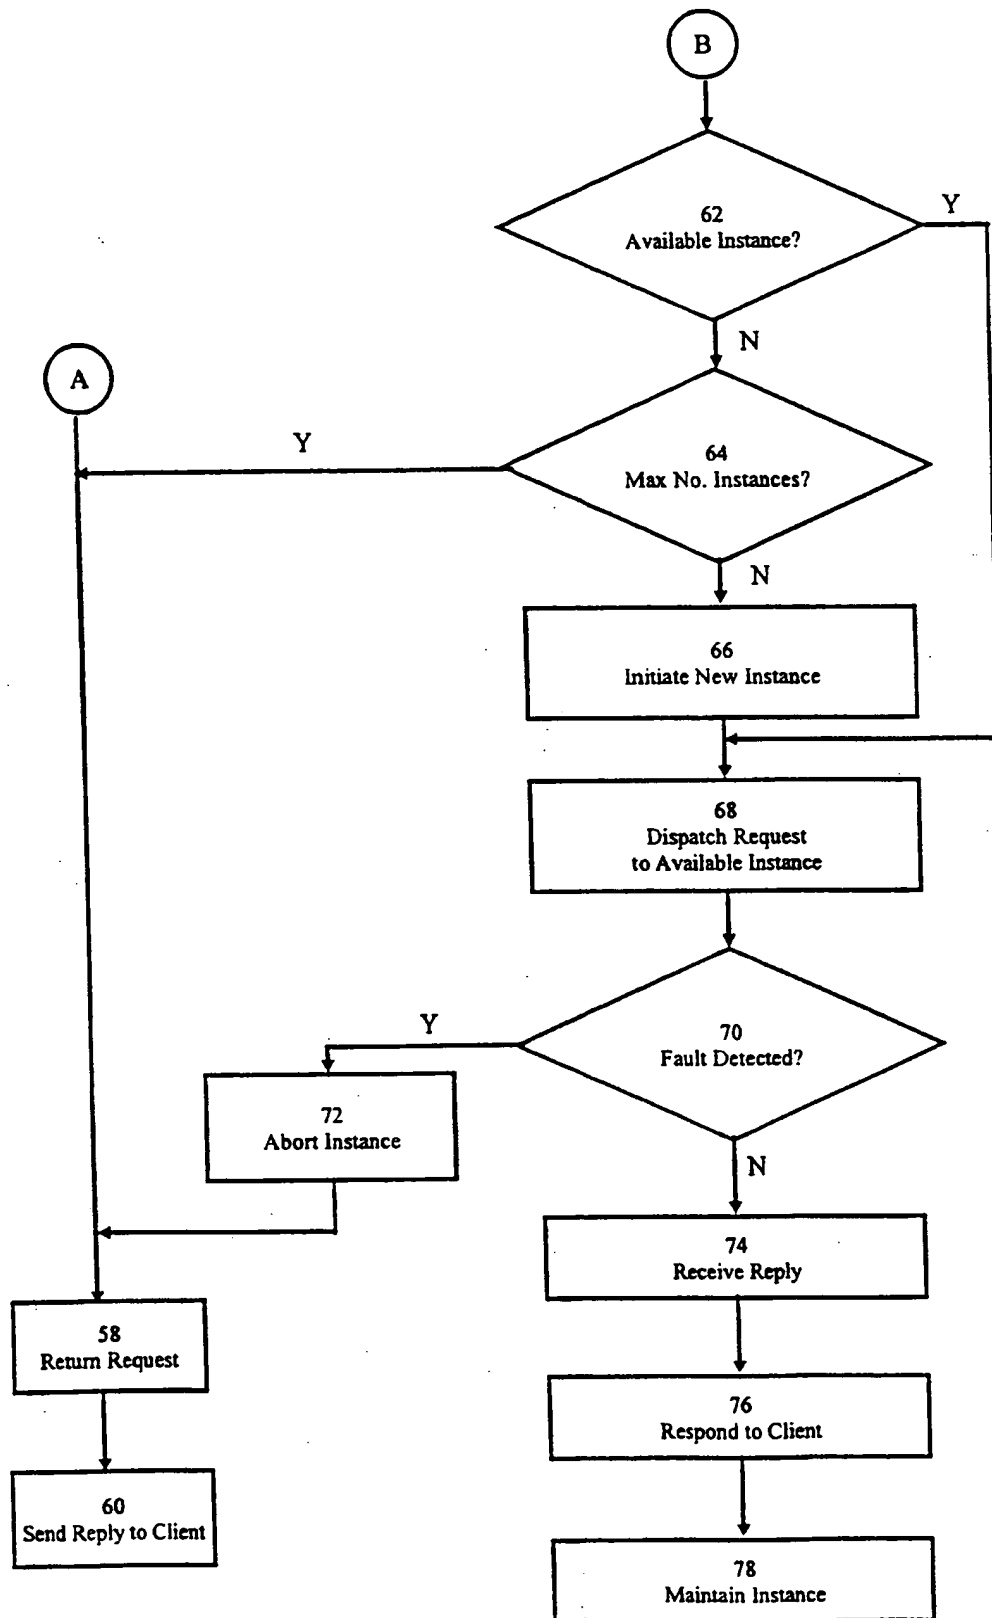 B
62
Available Instance?
Y
N
A
Y
64
Max No. Instances?
N
66
Initiate New Instance
68
Dispatch Request
to Available Instance
Y
70
Fault Detected?
72
Abort Instance
N
74
Receive Reply
58
Return Request
76
Respond to Client
60
Send Reply to Client
78
Maintain Instance